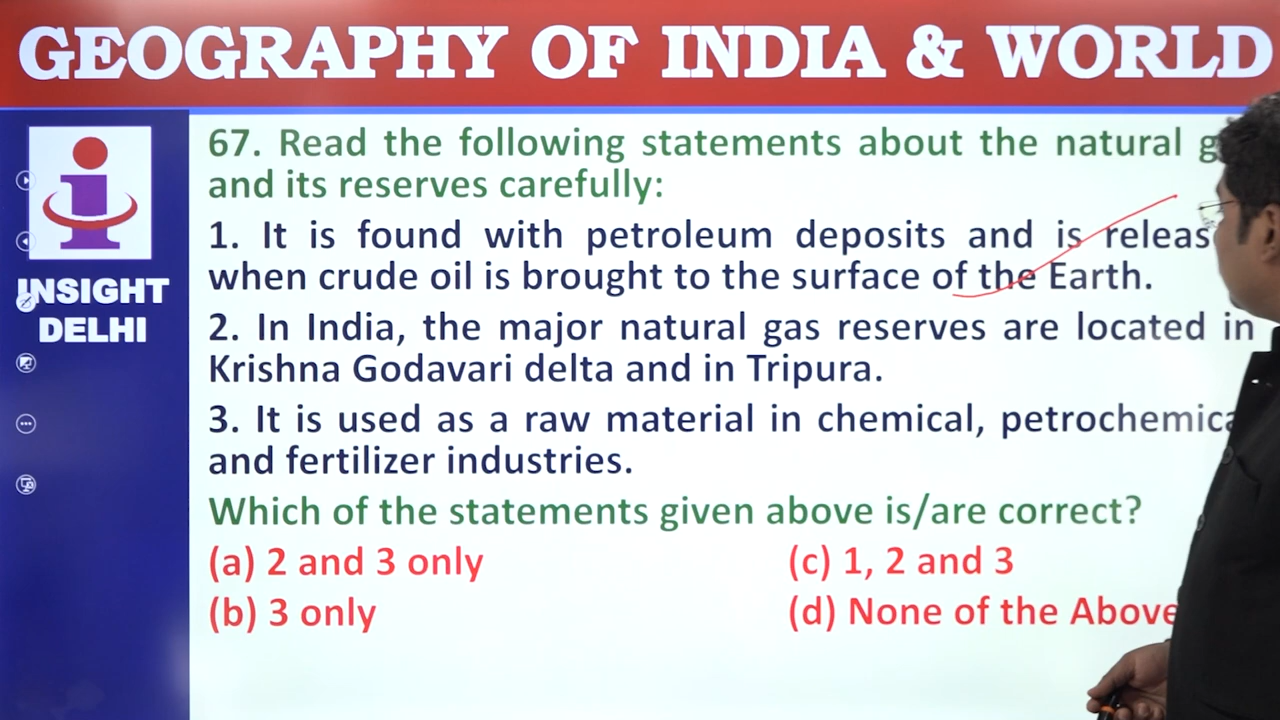 GEOGRAPHY OF INDIA & WORLD
INSIGHT
DELHI
67. Read the following statements about the natural
and its reserves carefully:
1. It is found with petroleum deposits and is
when crude oil is brought to the surface of the Earth.
2. In India, the major natural gas reserves are located in
Krishna Godavari delta and in Tripura.
3. It is used as a raw material in chemical,
and fertilizer industries.
Which of the statements given above is/are correct?
(a) 2 and 3 only (c) 1, 2 and 3
(b) 3 only (d) None of the Above